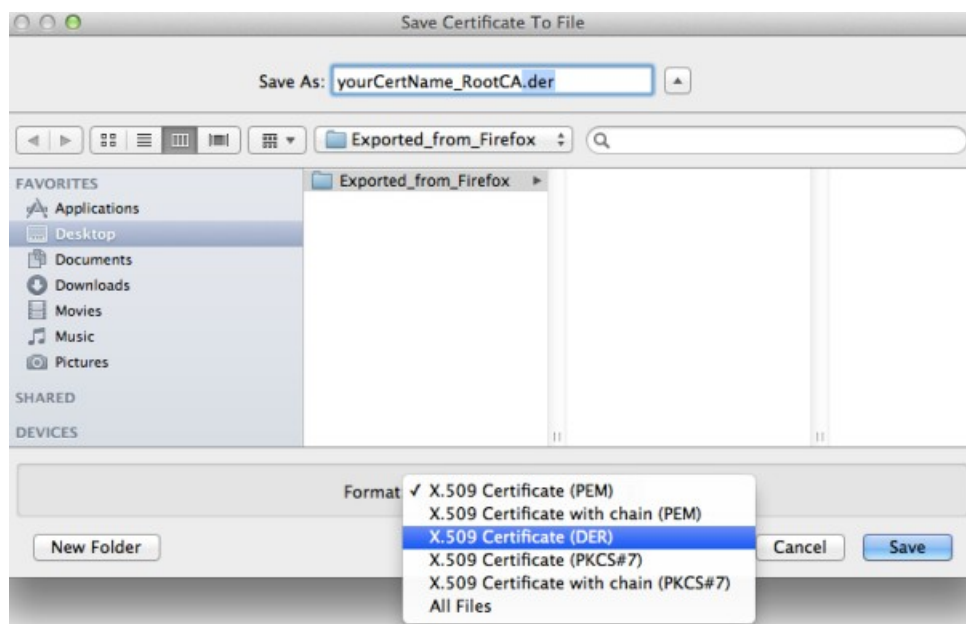 Save Certificate To File
Save As: yourCertName_RootCA.der
Exported_from_Firefox
FAVORITES
Exported_from_Firefox
Applications
Desktop
Documents
Downloads
Movies
Music
Pictures
SHARED
DEVICES
Format ✓ X.509 Certificate (PEM)
X.509 Certificate with chain (PEM)
X.509 Certificate (DER)
X.509 Certificate (PKCS#7)
X.509 Certificate with chain (PKCS#7)
All Files
New Folder
Cancel
Save